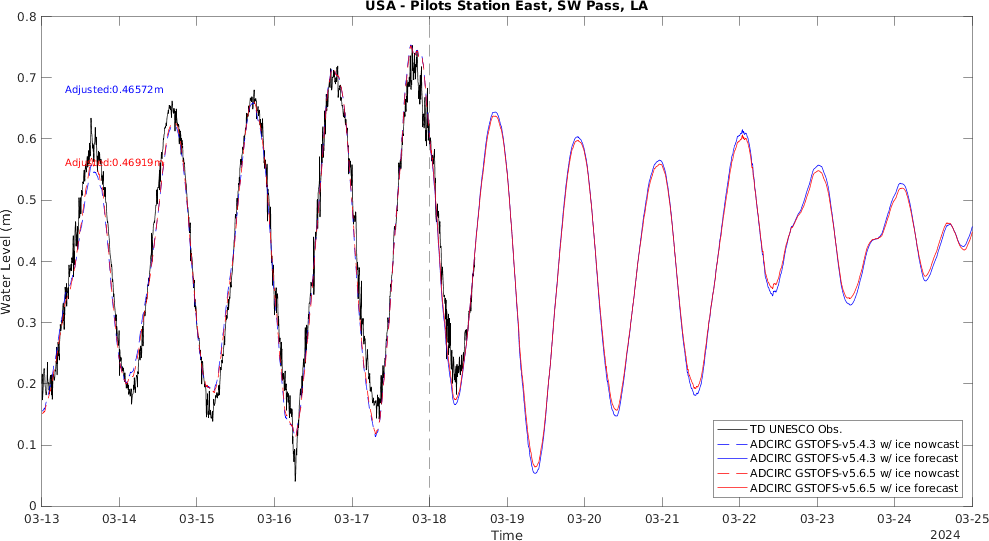 USA - Pilots Station East, SW Pass, LA
0.8
0.7
0.6
0.5
0.4
0.3
0.2
0.1
0
Water Level (m)
Adjusted:0.46572m
Adjusted:0.46919m
TD UNESCO Obs.
ADCIRC GSTOFS-v5.4.3 w/ ice nowcast
ADCIRC GSTOFS-v5.4.3 w/ ice forecast
ADCIRC GSTOFS-v5.6.5 w/ ice nowcast
ADCIRC GSTOFS-v5.6.5 w/ ice forecast
03-13 03-14 03-15 03-16 03-17 03-18 03-19 03-20 03-21 03-22 03-23 03-24 03-25
Time
2024